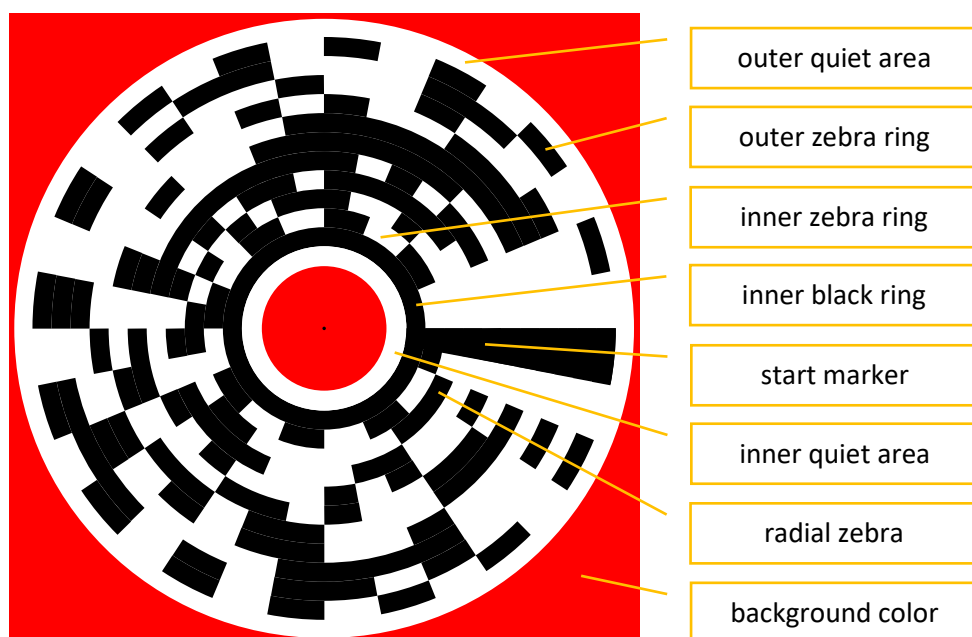 outer quiet area
outer zebra ring
inner zebra ring
inner black ring
start marker
inner quiet area
radial zebra
background color